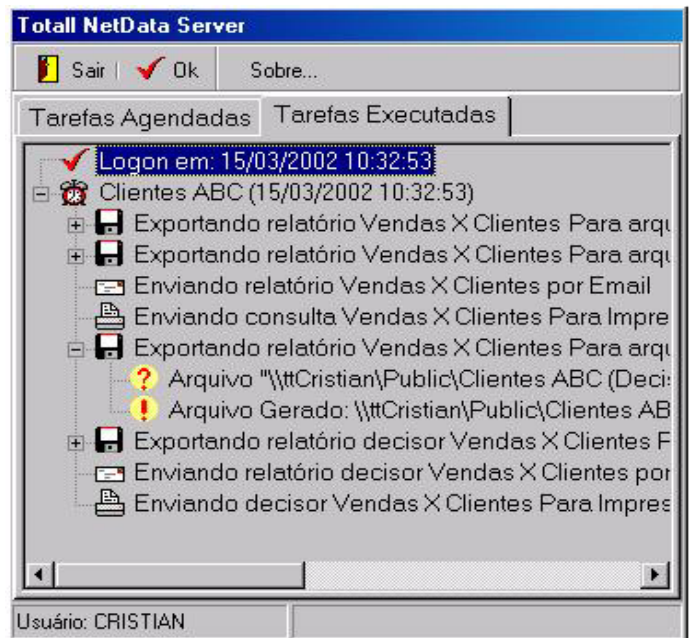 Totall NetData Server
Sair Ok Sobre...
Tarefas Agendadas Tarefas Executadas
Logon em: 15/03/2002 10:32:53
Clientes ABC (15/03/2002 10:32:53)
Exportando relatório Vendas X Clientes Para arqu
Exportando relatório Vendas X Clientes Para arqu
Enviando relatório Vendas X Clientes por Email
Enviando consulta Vendas X Clientes Para Impre
Exportando relatório Vendas X Clientes Para arqu
Arquivo "\\ttCristian\Public\Clientes ABC (Decis
Arquivo Gerado: \\ttCristian\Public\Clientes AB
Exportando relatório decisor Vendas X Clientes P
Enviando relatório decisor Vendas X Clientes por
Enviando decisor Vendas X Clientes Para Impres
Usuário: CRISTIAN